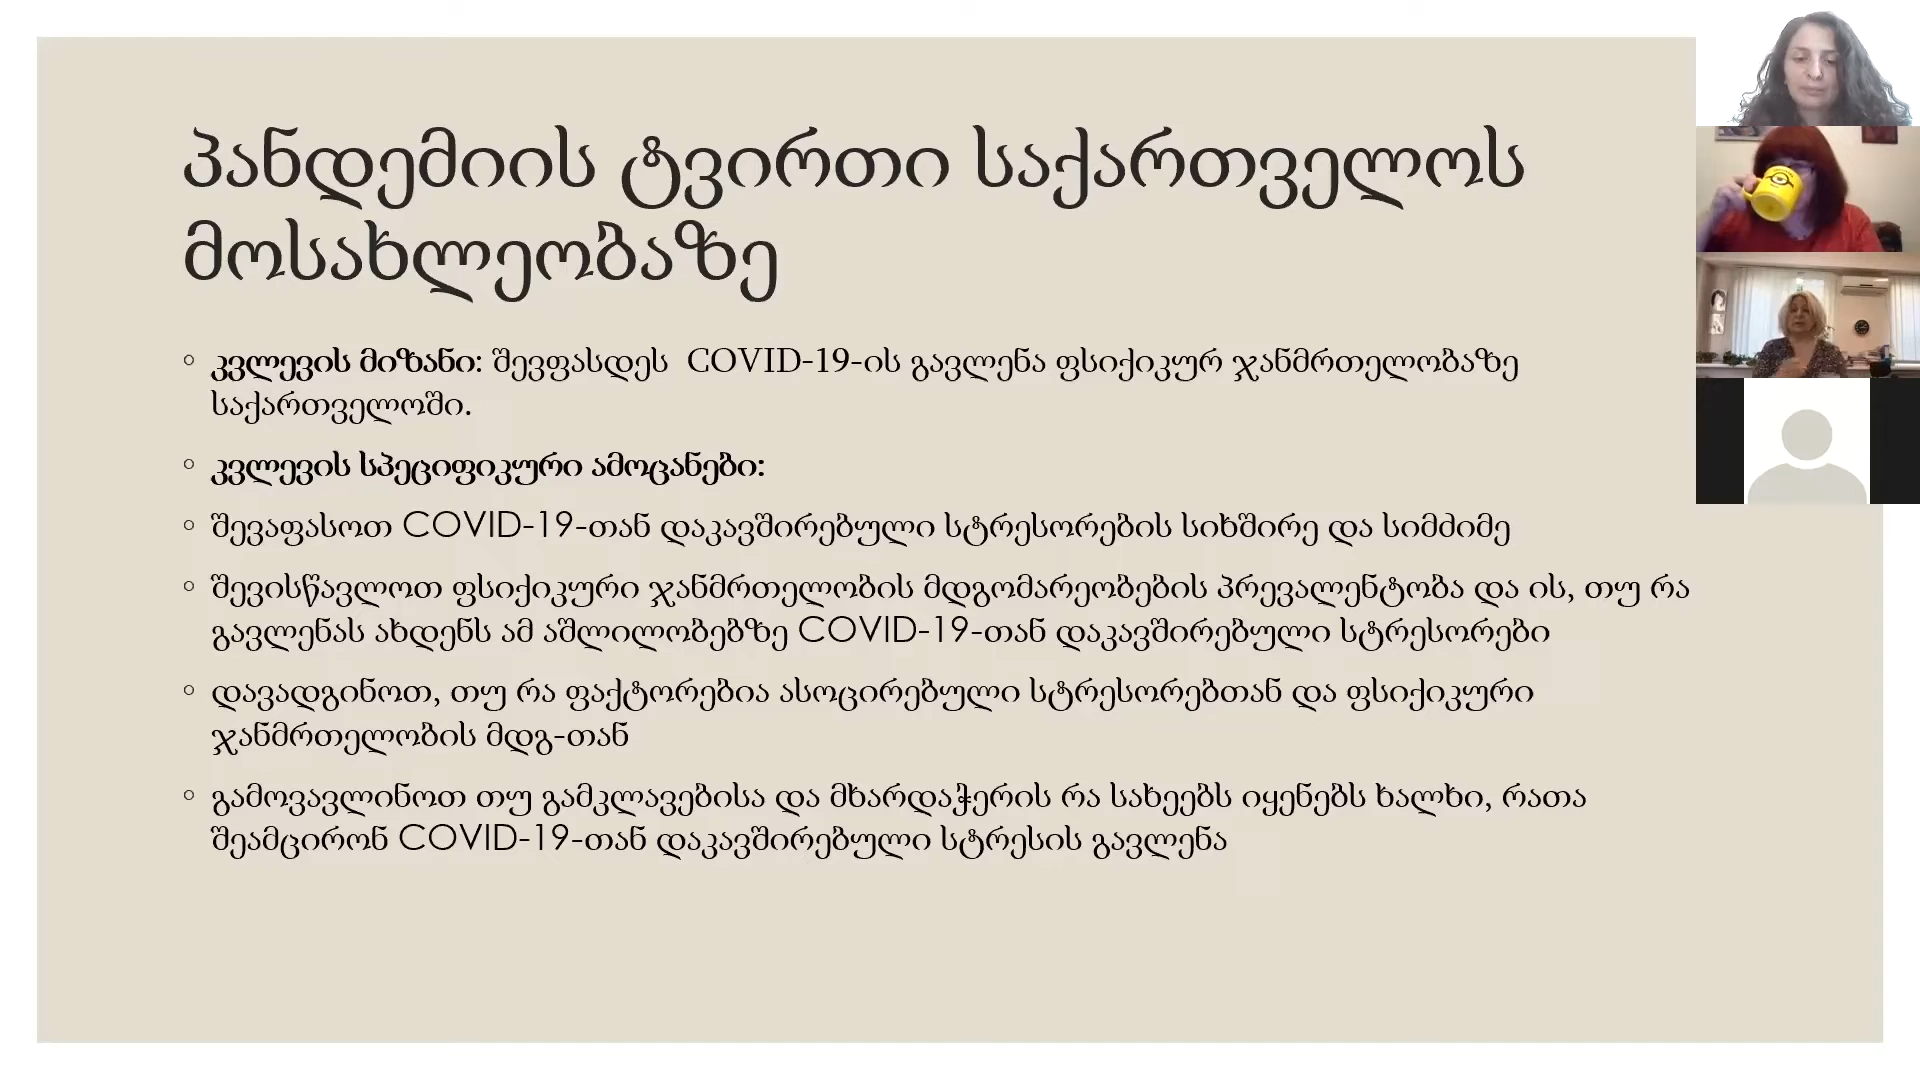 პანდემიის ტვირთი საქართველოს
მოსახლეობაზე
კვლევის მიზანი: შევფასდეს COVID-19-ის გავლენა ფსიქიკურ ჯანმრთელობაზე
საქართველოში.
კვლევის სპეციფიკური ამოცანები:
შევაფასოთ COVID-19-თან დაკავშირებული სტრესორების სიხშირე და სიმძიმე
შევისწავლოთ ფსიქიკური ჯანმრთელობის მდგომარეობების პრევალენტობა და ის, თუ რა
გავლენას ახდენს ამ აშლილობებზე COVID-19-თან დაკავშირებული სტრესორები
დავადგინოთ, თუ რა ფაქტორებია ასოცირებული სტრესორებთან და ფსიქიკური
ჯანმრთელობის მდგ-თან
გამოვავლინოთ თუ გამკლავებისა და მხარდაჭერის რა სახეებს იყენებს ხალხი, რათა
შეამცირონ COVID-19-თან დაკავშირებული სტრესის გავლენა